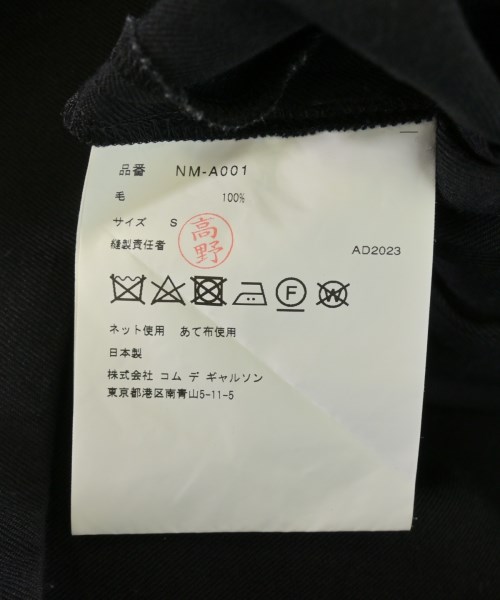 品番 NM-A001
毛 100%
サイズ S
高野
縫製責任者
AD2023
F W
ネット使用 あて布使用
日本製
株式会社 コム デ ギャルソン
東京都港区南青山5-11-5